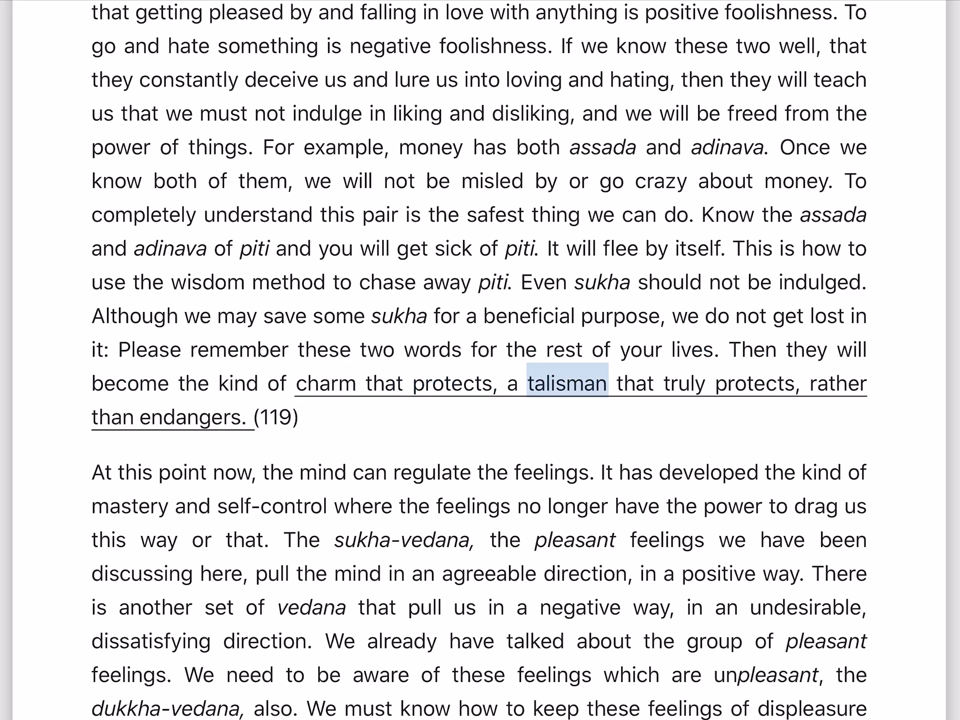 that getting pleased by and falling in love with anything is positive foolishness. To
go and hate something is negative foolishness. If we know these two well, that
they constantly deceive us and lure us into loving and hating, then they will teach
us that we must not indulge in liking and disliking, and we will be freed from the
power of things. For example, money has both assada and adinava. Once we
know both of them, we will not be misled by or go crazy about money. To
completely understand this pair is the safest thing we can do. Know the assada
and adinava of piti and you will get sick of piti. It will flee by itself. This is how to
use the wisdom method to chase away piti. Even sukha should not be indulged.
Although we may save some sukha for a beneficial purpose, we do not get lost in
it: Please remember these two words for the rest of your lives. Then they will
become the kind of charm that protects, a talisman that truly protects, rather
than endangers. (119)
At this point now, the mind can regulate the feelings. It has developed the kind of
mastery and self-control where the feelings no longer have the power to drag us
this way or that. The sukha-vedana, the pleasant feelings we have been
discussing here, pull the mind in an agreeable direction, in a positive way. There
is another set of vedana that pull us in a negative way, in an undesirable,
dissatisfying direction. We already have talked about the group of pleasant
feelings. We need to be aware of these feelings which are unpleasant, the
dukkha-vedana, also. We must know how to keep these feelings of displeasure